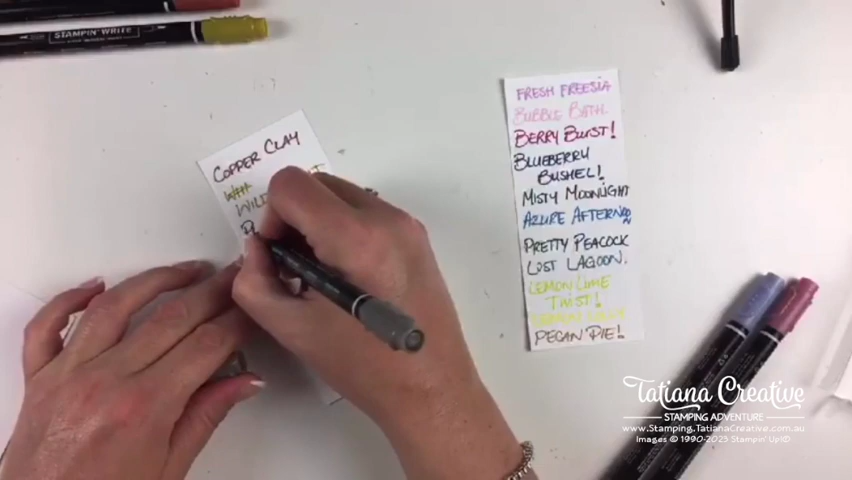 STAMPIN' WRITE
COPPER CLAY
WILD
FRESH FREESIA
BUBBLE BATH
BERRY BURST!
BLUEBERRY
BUSHEL!
MISTY MOONLIGHT
AZURE AFTERNOON
PRETTY PEACOCK
LOST LAGOON.
LEMON LIME
TWIST!
PECAN PIE!
Tatiana Creative
STAMPING ADVENTURE
www.Stamping.TatianaCreative.com.au
Images © 1990-2023 Stampin' Up!©